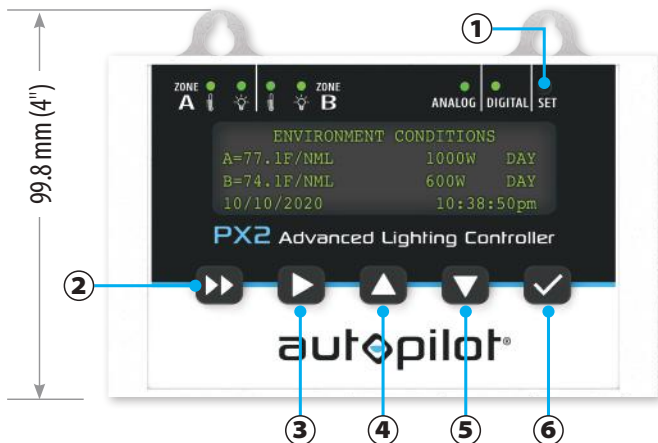 ①
ZONE A ZONE B ANALOG DIGITAL SET
ENVIRONMENT CONDITIONS
A=77.1F/NML 1000W DAY
B=74.1F/NML 600W DAY
10/10/2020 10:38:50pm
PX2 Advanced Lighting Controller
②
autopilot®
③ ④ ⑤ ⑥
99.8 mm (4")